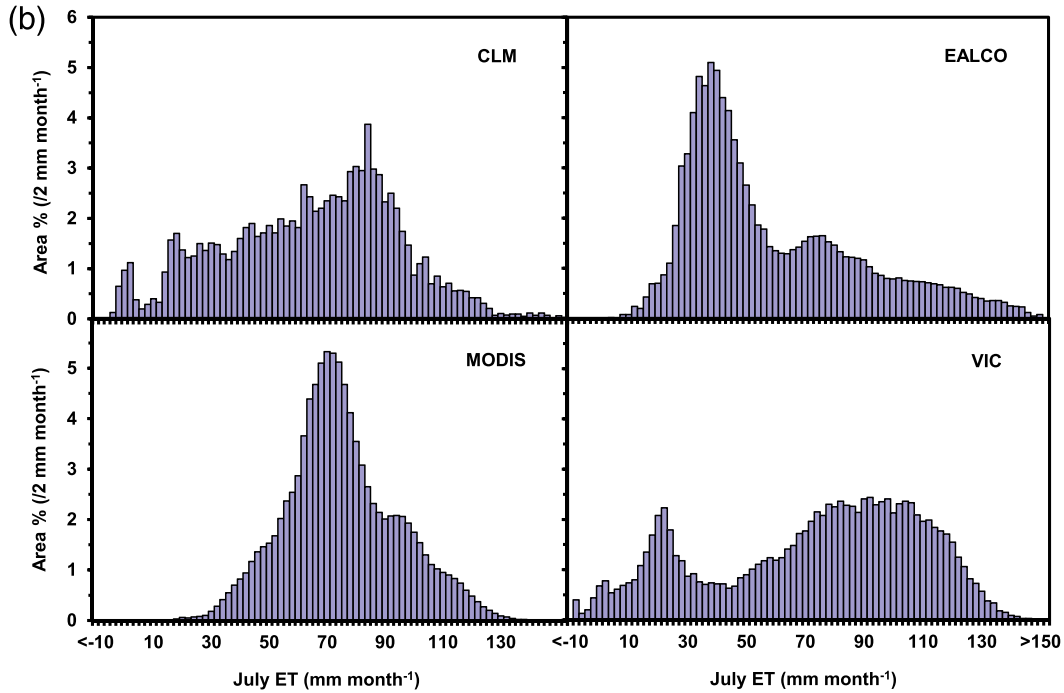 (b)
6
5
4
3
2
1
0
Area % (/2 mm month-1)
CLM
EALCO
5
4
3
2
1
0
Area % (/2 mm month-1)
MODIS
VIC
<-10 10 30 50 70 90 110 130
<-10 10 30 50 70 90 110 130 >150
July ET (mm month-1)
July ET (mm month-1)